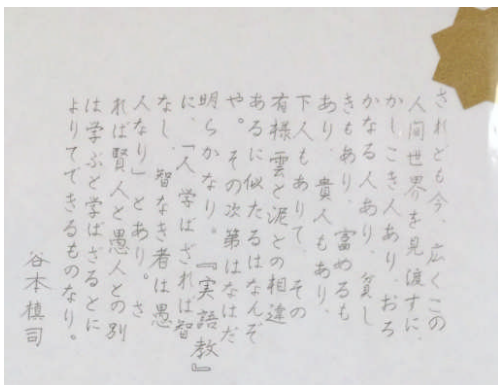 されども今、広くこの
人間世界を見渡すに、
かしこき人あり、おろ
かなる人あり、貧し
きもあり、富めるも
あり、貴人もあり、
下人もありて、その
有様雲と泥との相違
あるに似たるはなんぞ
や。その次第はなはだ
明らかなり。『実語教』
に、「人学ばざれば智
なし、智なき者は愚
人なり」とあり。さ
れば賢人と愚人との別
は学ぶと学ばざるとに
よりてできるものなり。
谷本慎司